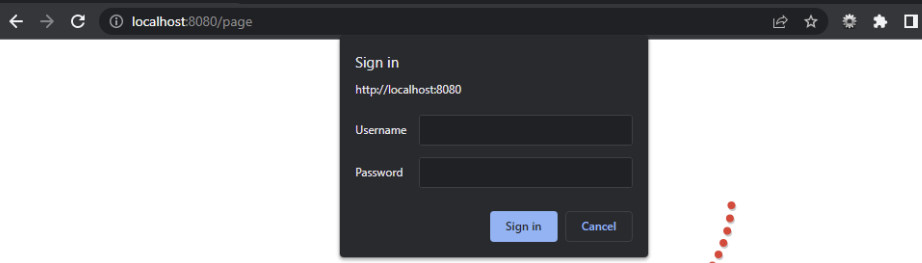 localhost:8080/page
Sign in
http://localhost:8080
Username
Password
Sign in Cancel